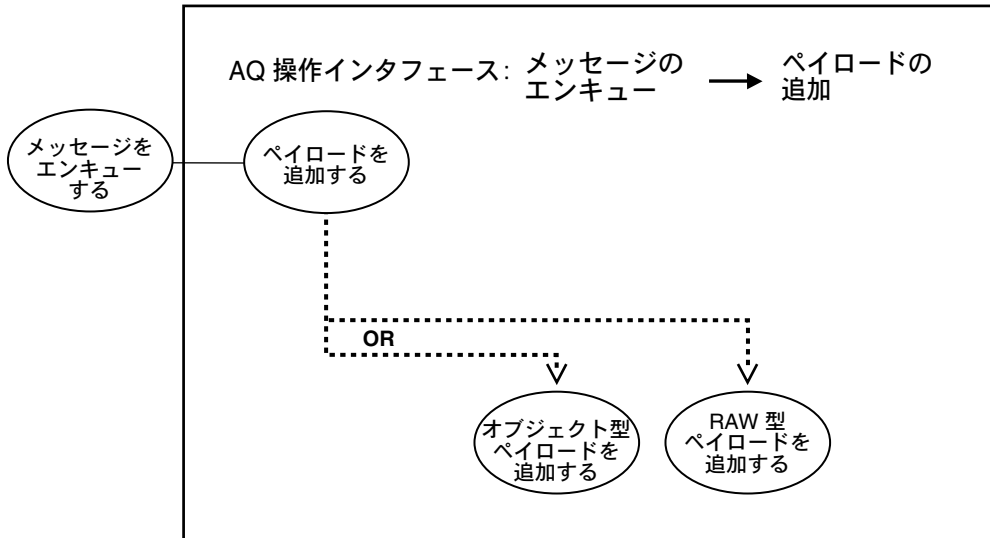 AQ 操作インタフェース: メッセージの
エンキュー
ペイロードの
追加
メッセージを
エンキュー
する
ペイロードを
追加する
OR
オブジェクト型
ペイロードを
追加する
RAW 型
ペイロードを
追加する